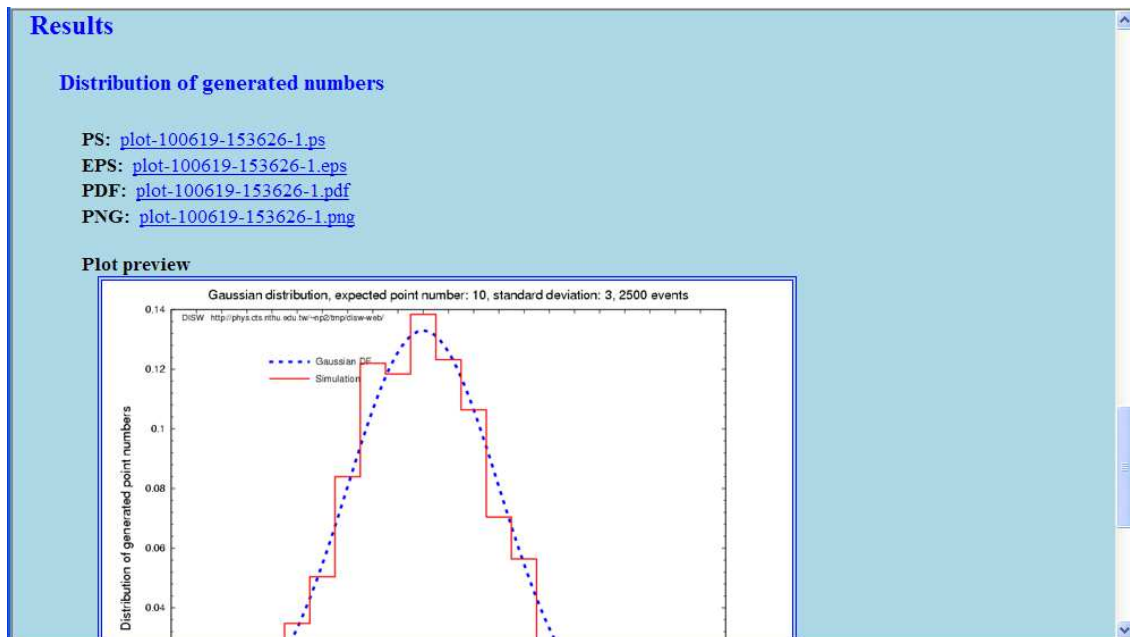 Results
Distribution of generated numbers
PS: plot-100619-153626-1.ps
EPS: plot-100619-153626-1.eps
PDF: plot-100619-153626-1.pdf
PNG: plot-100619-153626-1.png
Plot preview
Gaussian distribution, expected point number: 10, standard deviation: 3, 2500 events
DISW http://phys.cts.nthu.edu.tw/~np2/tmp/disw-web/
Gaussian DF
Simulation
0.14
0.12
0.1
0.08
0.06
0.04
Distribution of generated point numbers